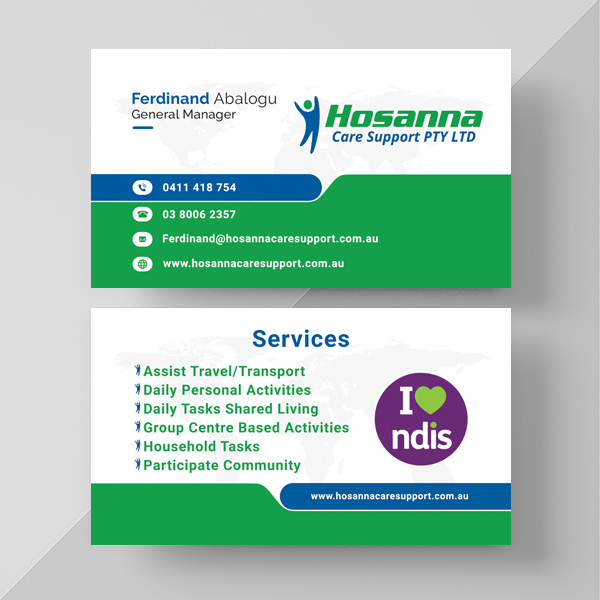 Ferdinand Abalogu
General Manager
Hosanna
Care Support PTY LTD
0411 418 754
03 8006 2357
Ferdinand@hosannacaresupport.com.au
www.hosannacaresupport.com.au
Services
Assist Travel/Transport
Daily Personal Activities
Daily Tasks Shared Living
Group Centre Based Activities
Household Tasks
Participate Community
I
ndis
www.hosannacaresupport.com.au